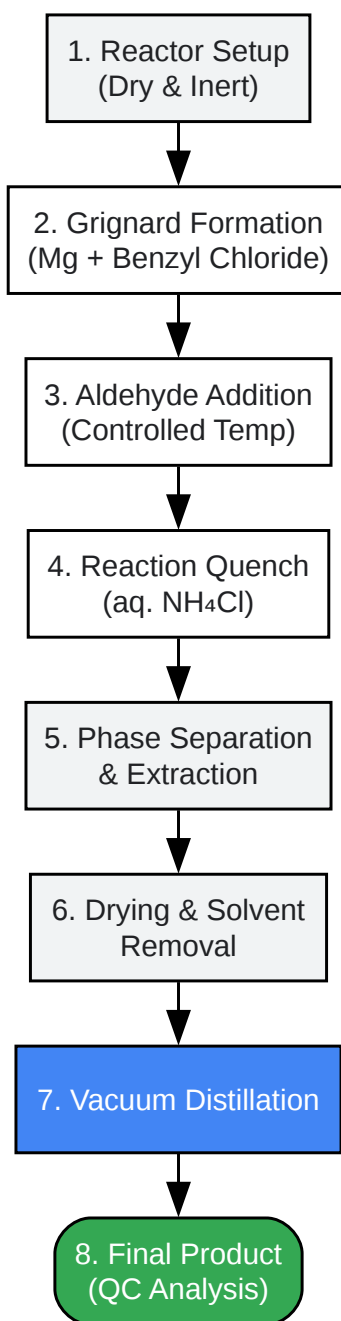 1. Reactor Setup
(Dry & Inert)
2. Grignard Formation
(Mg + Benzyl Chloride)
3. Aldehyde Addition
(Controlled Temp)
4. Reaction Quench
(aq. NH₄Cl)
5. Phase Separation
& Extraction
6. Drying & Solvent
Removal
7. Vacuum Distillation
8. Final Product
(QC Analysis)